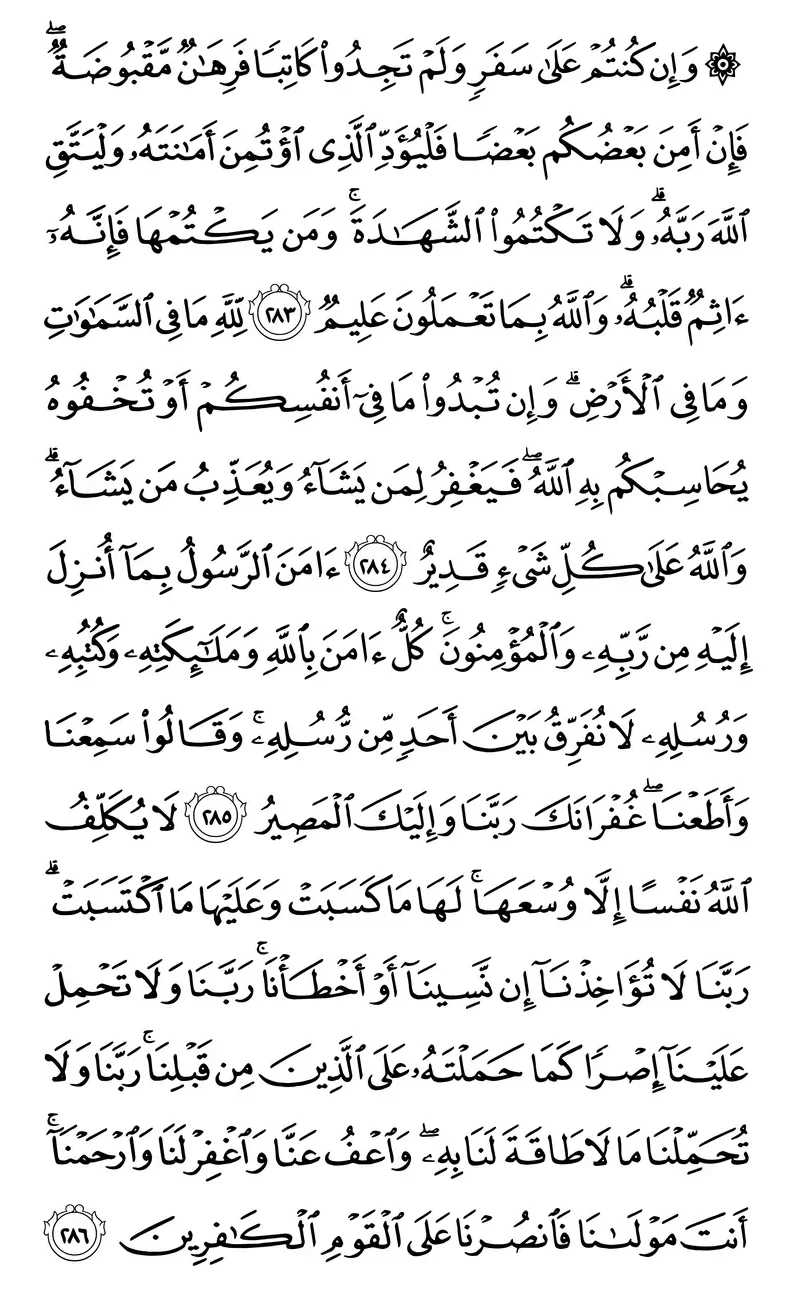 ۞ وَإِن كُنتُمْ عَلَىٰ سَفَرٍ وَلَمْ تَجِدُوا۟ كَاتِبًا فَرِهَـٰنٌ مَّقْبُوضَةٌ ۖ
فَإِنْ أَمِنَ بَعْضُكُم بَعْضًا فَلْيُؤَدِّ ٱلَّذِى ٱؤْتُمِنَ أَمَـٰنَتَهُۥ وَلْيَتَّقِ
ٱللَّهَ رَبَّهُۥ ۗ وَلَا تَكْتُمُوا۟ ٱلشَّهَـٰدَةَ ۚ وَمَن يَكْتُمْهَا فَإِنَّهُۥٓ
ءَاثِمٌ قَلْبُهُۥ ۗ وَٱللَّهُ بِمَا تَعْمَلُونَ عَلِيمٌ ٢٨٣ لِّلَّهِ مَا فِى ٱلسَّمَـٰوَٰتِ
وَمَا فِى ٱلْأَرْضِ ۗ وَإِن تُبْدُوا۟ مَا فِىٓ أَنفُسِكُمْ أَوْ تُخْفُوهُ
يُحَاسِبْكُم بِهِ ٱللَّهُ ۖ فَيَغْفِرُ لِمَن يَشَآءُ وَيُعَذِّبُ مَن يَشَآءُ ۗ
وَٱللَّهُ عَلَىٰ كُلِّ شَىْءٍ قَدِيرٌ ٢٨٤ ءَامَنَ ٱلرَّسُولُ بِمَآ أُنزِلَ
إِلَيْهِ مِن رَّبِّهِۦ وَٱلْمُؤْمِنُونَ ۚ كُلٌّ ءَامَنَ بِٱللَّهِ وَمَلَـٰٓئِكَتِهِۦ وَكُتُبِهِۦ
وَرُسُلِهِۦ لَا نُفَرِّقُ بَيْنَ أَحَدٍ مِّن رُّسُلِهِۦ ۚ وَقَالُوا۟ سَمِعْنَا
وَأَطَعْنَا ۖ غُفْرَانَكَ رَبَّنَا وَإِلَيْكَ ٱلْمَصِيرُ ٢٨٥ لَا يُكَلِّفُ
ٱللَّهُ نَفْسًا إِلَّا وُسْعَهَا ۚ لَهَا مَا كَسَبَتْ وَعَلَيْهَا مَا ٱكْتَسَبَتْ ۗ
رَبَّنَا لَا تُؤَاخِذْنَآ إِن نَّسِينَآ أَوْ أَخْطَأْنَا ۚ رَبَّنَا وَلَا تَحْمِلْ
عَلَيْنَآ إِصْرًا كَمَا حَمَلْتَهُۥ عَلَى ٱلَّذِينَ مِن قَبْلِنَا ۚ رَبَّنَا وَلَا
تُحَمِّلْنَا مَا لَا طَاقَةَ لَنَا بِهِۦ ۖ وَٱعْفُ عَنَّا وَٱغْفِرْ لَنَا وَٱرْحَمْنَآ ۚ
أَنتَ مَوْلَىٰنَا فَٱنصُرْنَا عَلَى ٱلْقَوْمِ ٱلْكَـٰفِرِينَ ٢٨٦